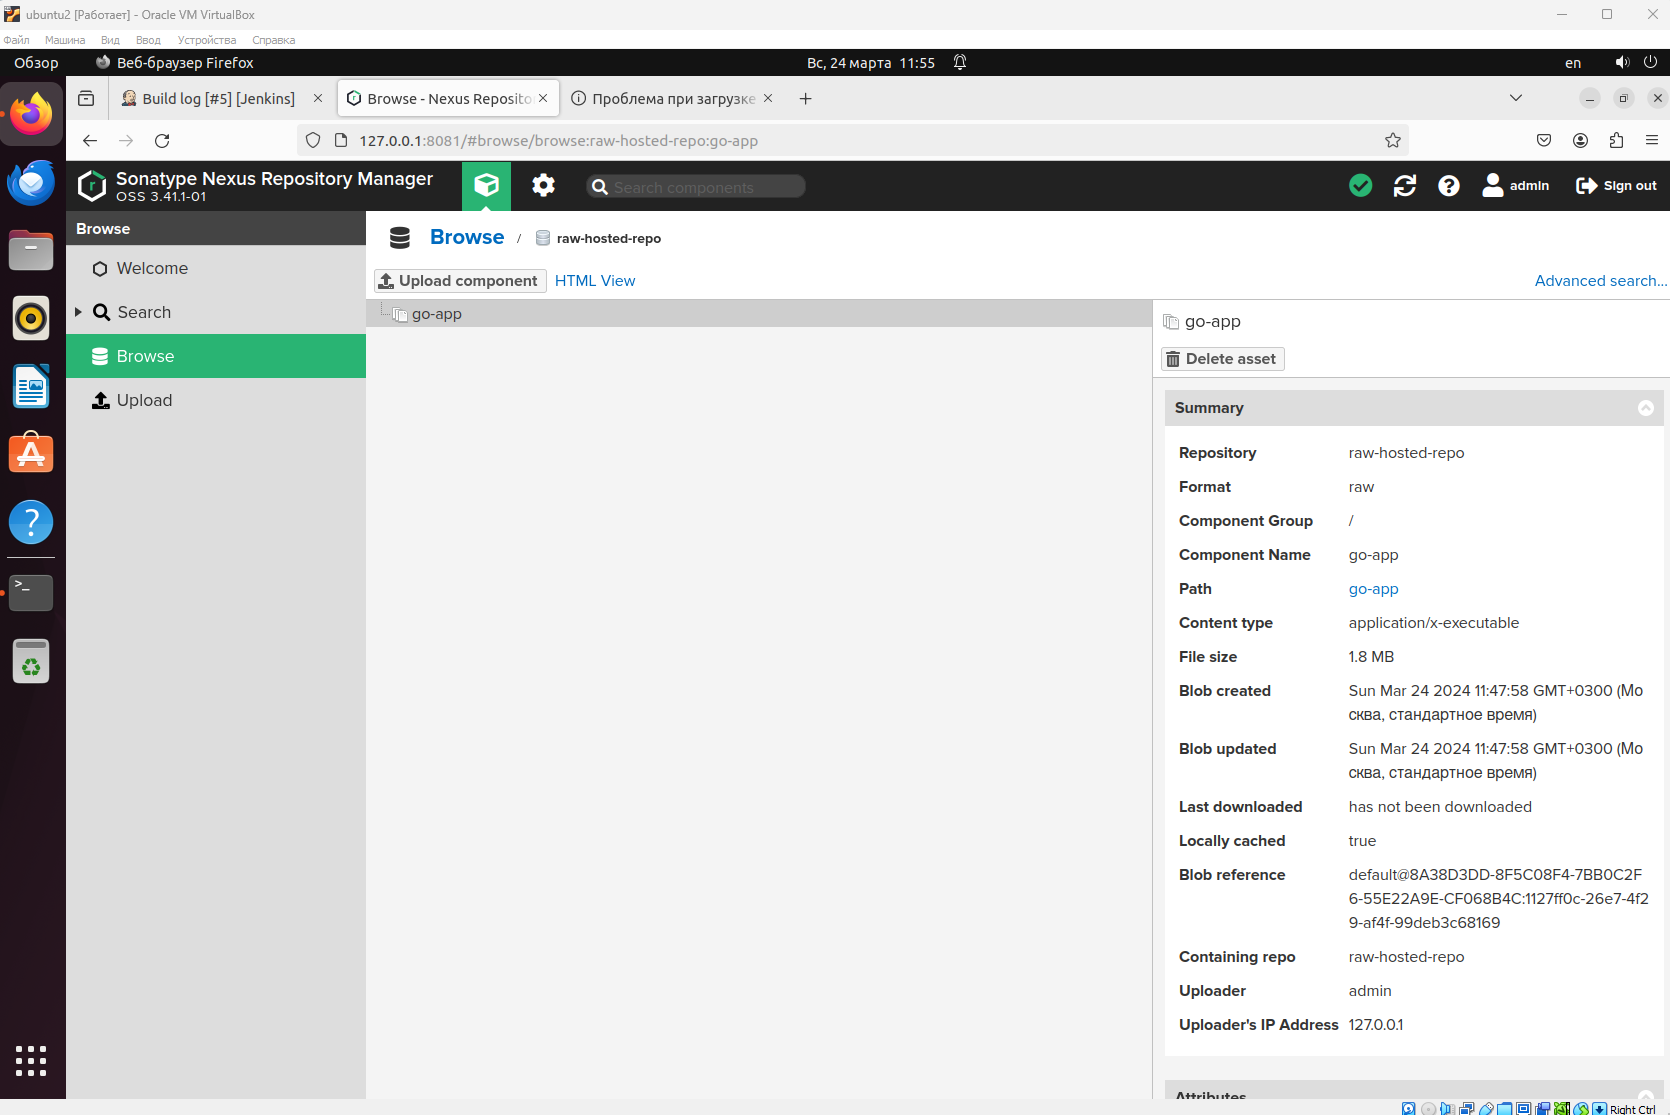 ubuntu2 [Работает] - Oracle VM VirtualBox
Файл Машина Вид Ввод Устройства Справка
Обзор Веб-браузер Firefox Вс, 24 марта 11:55 en
Build log [#5] [Jenkins] Browse - Nexus Reposito Проблема при загрузке
127.0.0.1:8081/#browse/browse:raw-hosted-repo:go-app
Sonatype Nexus Repository Manager
OSS 3.41.1-01
Search components
admin Sign out
Browse
Welcome
Search
Browse
Upload
Browse / raw-hosted-repo
Upload component HTML View Advanced search...
go-app
go-app
Delete asset
Summary
Repository raw-hosted-repo
Format raw
Component Group /
Component Name go-app
Path go-app
Content type application/x-executable
File size 1.8 MB
Blob created Sun Mar 24 2024 11:47:58 GMT+0300 (Мо
сква, стандартное время)
Blob updated Sun Mar 24 2024 11:47:58 GMT+0300 (Мо
сква, стандартное время)
Last downloaded has not been downloaded
Locally cached true
Blob reference default@8A38D3DD-8F5C08F4-7BB0C2F
6-55E22A9E-CF068B4C:1127ff0c-26e7-4f2
9-af4f-99deb3c68169
Containing repo raw-hosted-repo
Uploader admin
Uploader's IP Address 127.0.0.1
Attributes
Right Ctrl